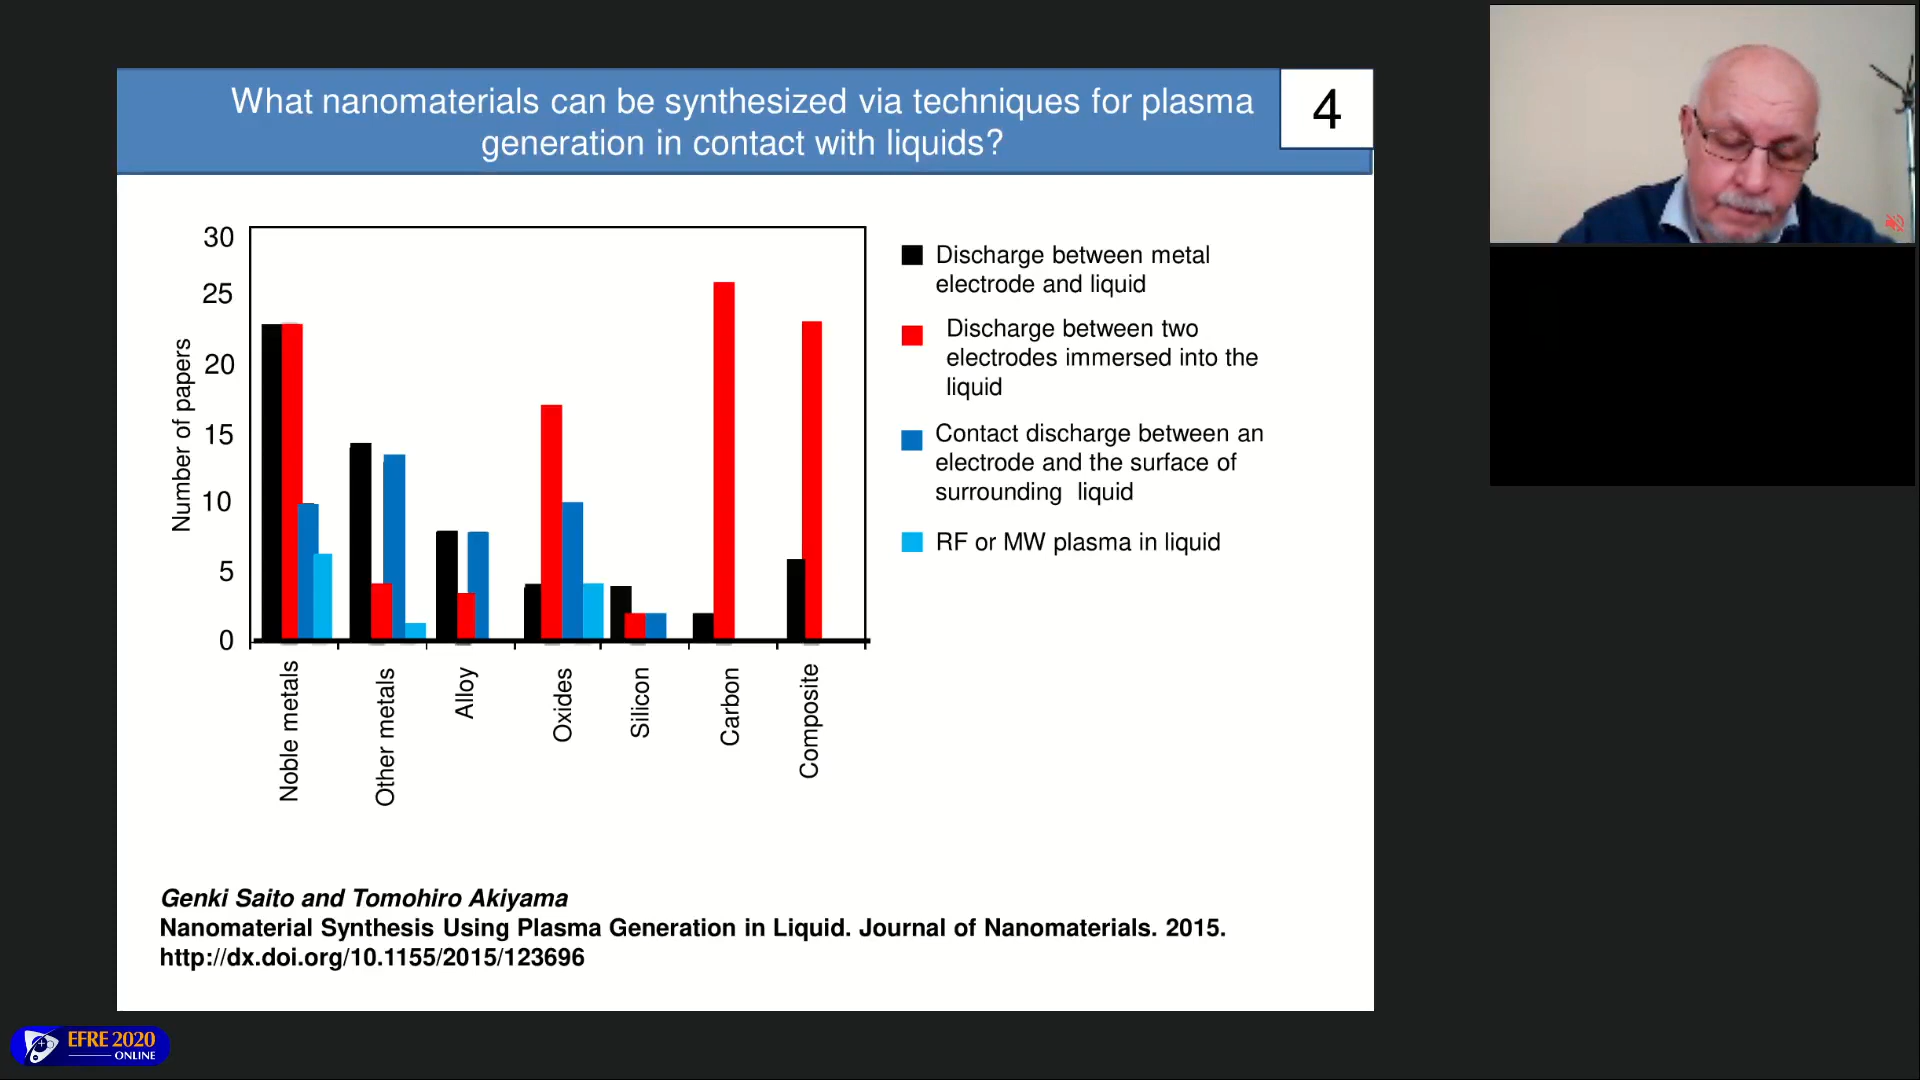 What nanomaterials can be synthesized via techniques for plasma
generation in contact with liquids?
4
30
25
20
15
10
5
0
Number of papers
Noble metals
Other metals
Alloy
Oxides
Silicon
Carbon
Composite
Discharge between metal
electrode and liquid
Discharge between two
electrodes immersed into the
liquid
Contact discharge between an
electrode and the surface of
surrounding liquid
RF or MW plasma in liquid
Genki Saito and Tomohiro Akiyama
Nanomaterial Synthesis Using Plasma Generation in Liquid. Journal of Nanomaterials. 2015.
http://dx.doi.org/10.1155/2015/123696
EFRE 2020
ONLINE